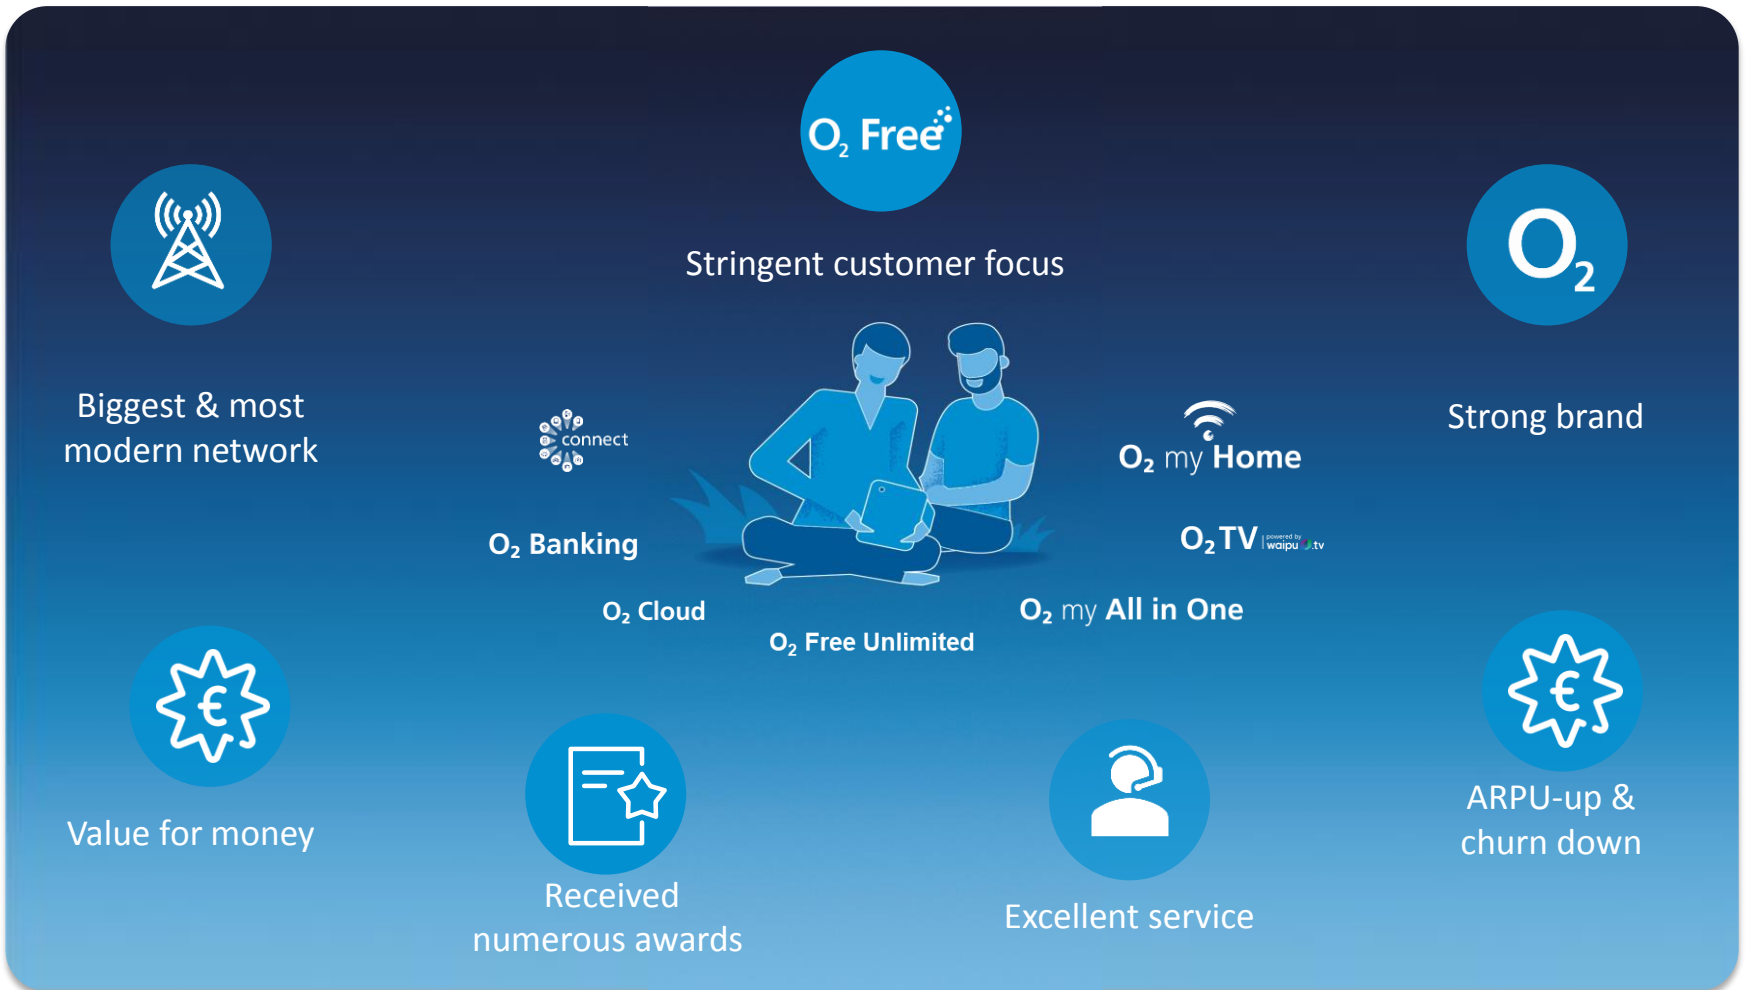 O₂ Free
Stringent customer focus
O₂
Biggest & most
modern network
Strong brand
connect
O₂ my Home
O₂ Banking
O₂ TV
powered by
waipu.tv
O₂ Cloud
O₂ my All in One
O₂ Free Unlimited
€
€
Value for money
ARPU-up &
churn down
Received
numerous awards
Excellent service